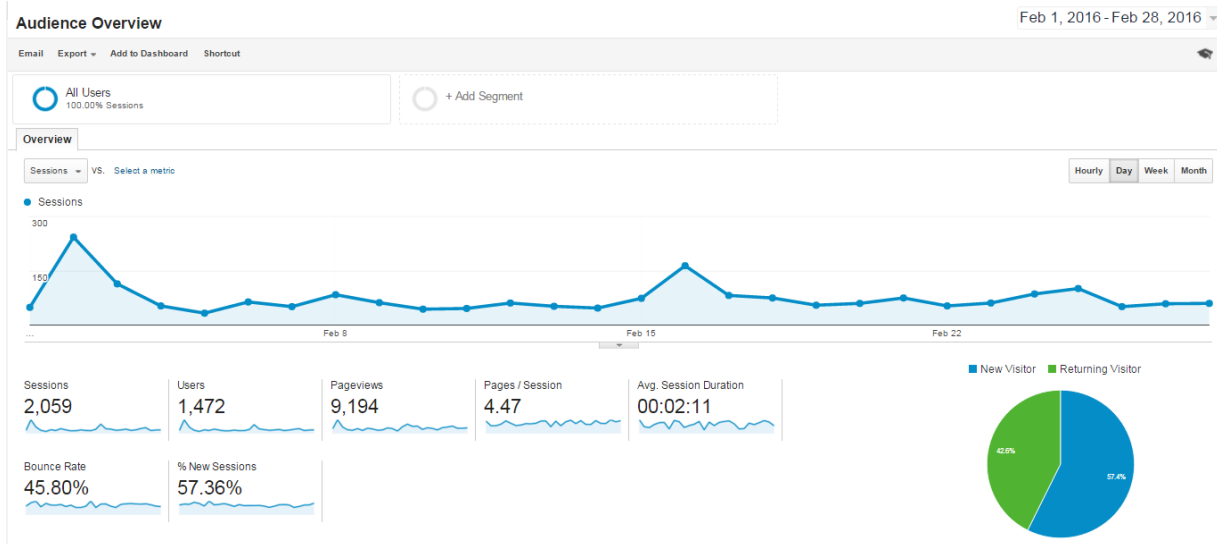 Audience Overview
Feb 1, 2016 - Feb 28, 2016
Email Export Add to Dashboard Shortcut
All Users
100.00% Sessions
+ Add Segment
Overview
Sessions VS. Select a metric
Hourly Day Week Month
Sessions
300
150
... Feb 8 Feb 15 Feb 22
New Visitor Returning Visitor
Sessions
2,059
Users
1,472
Pageviews
9,194
Pages / Session
4.47
Avg. Session Duration
00:02:11
Bounce Rate
45.80%
% New Sessions
57.36%
42.6%
57.4%